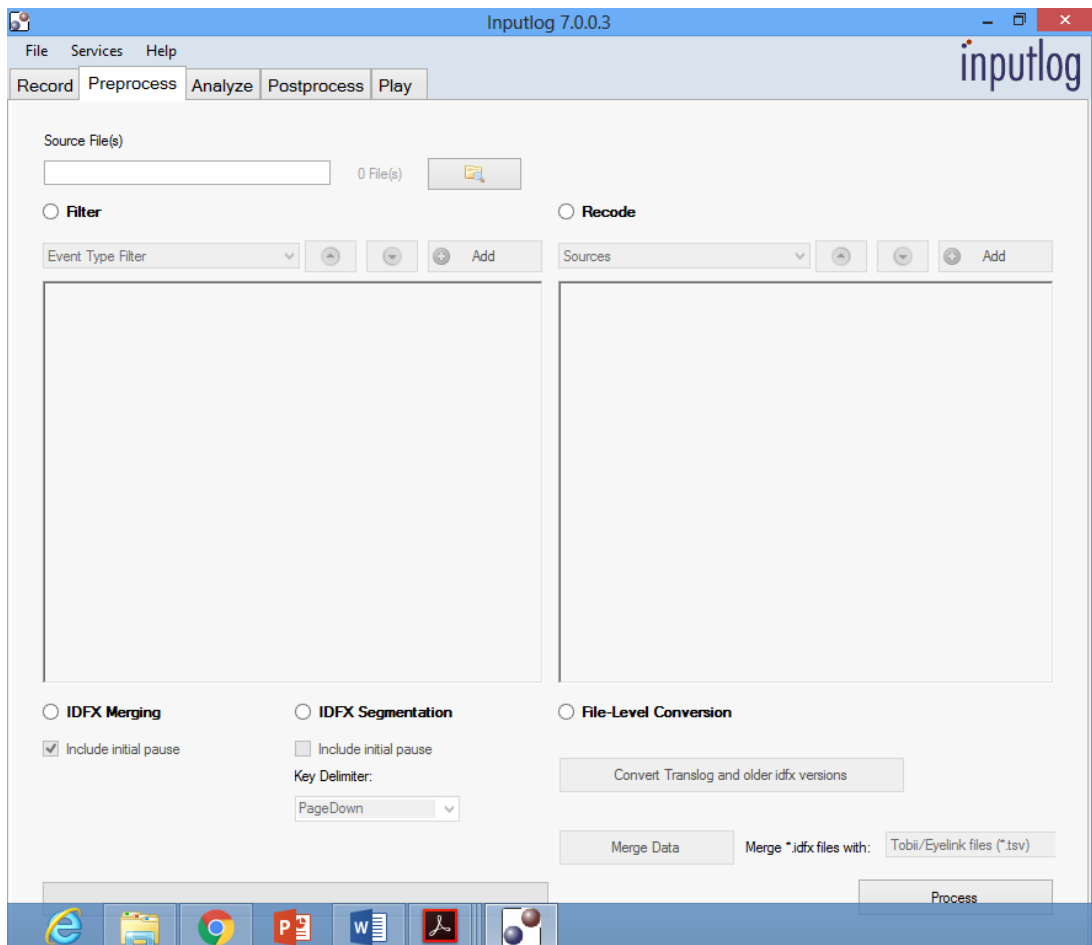 Inputlog 7.0.0.3
File Services Help
inputlog
Record Preprocess Analyze Postprocess Play
Source File(s)
0 File(s)
Filter Recode
Event Type Filter Add Sources Add
IDFX Merging IDFX Segmentation File-Level Conversion
Include initial pause Include initial pause
Key Delimiter: Convert Translog and older idfx versions
PageDown
Merge Data Merge *.idfx files with: Tobii/Eyelink files (*.tsv)
Process